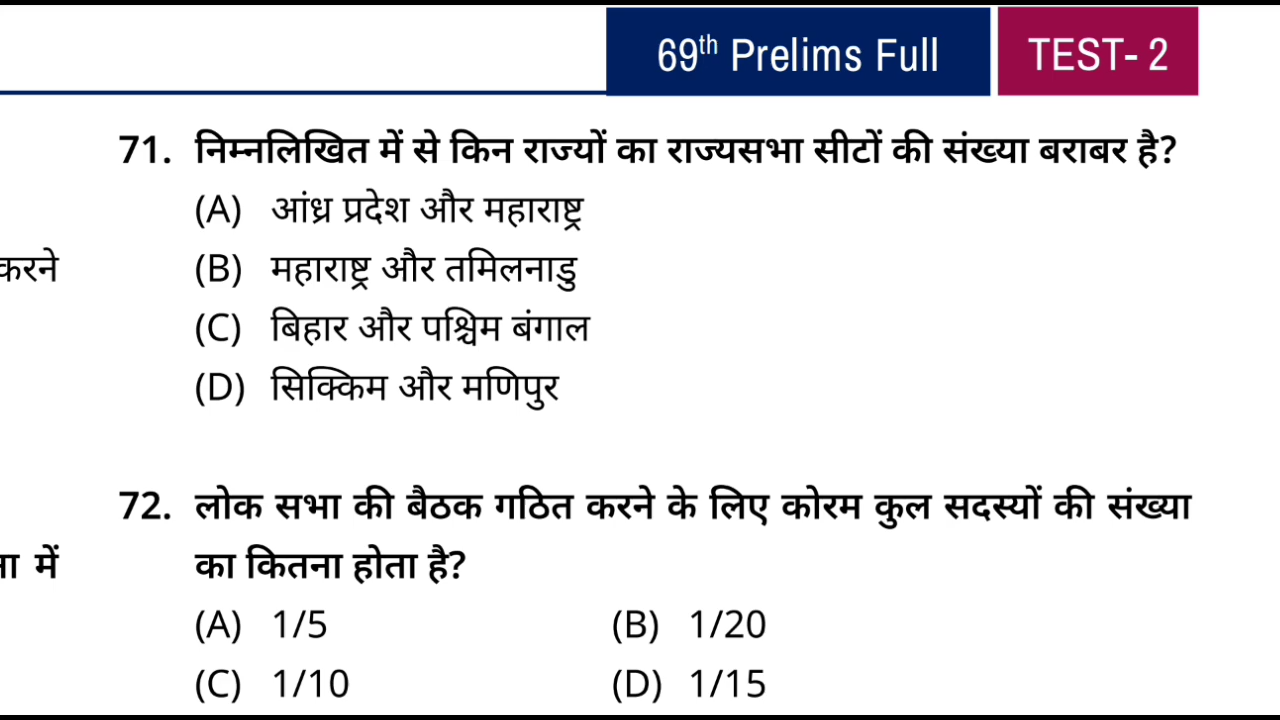 69th Prelims Full TEST- 2
71. निम्नलिखित में से किन राज्यों का राज्यसभा सीटों की संख्या बराबर है?
(A) आंध्र प्रदेश और महाराष्ट्र
करने
(B) महाराष्ट्र और तमिलनाडु
(C) बिहार और पश्चिम बंगाल
(D) सिक्किम और मणिपुर
72. लोक सभा की बैठक गठित करने के लिए कोरम कुल सदस्यों की संख्या
में
का कितना होता है?
(A) 1/5 (B) 1/20
(C) 1/10 (D) 1/15